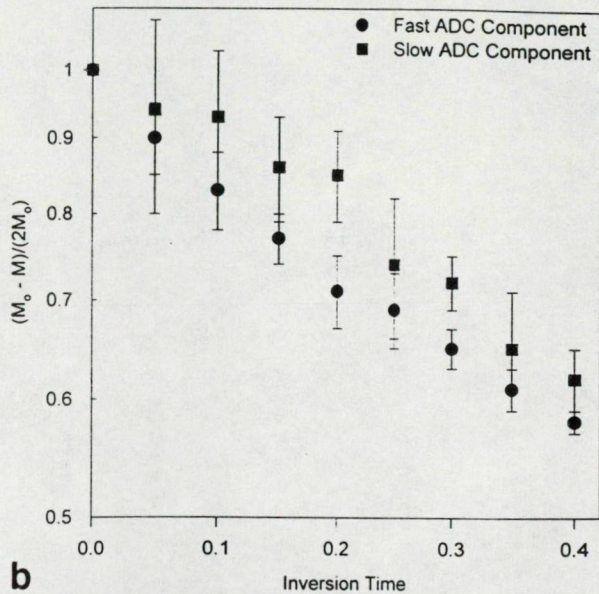 Fast ADC Component
Slow ADC Component
1
0.9
0.8
0.7
0.6
0.5
(Mo - M)/(2Mo)
0.0 0.1 0.2 0.3 0.4
Inversion Time
b